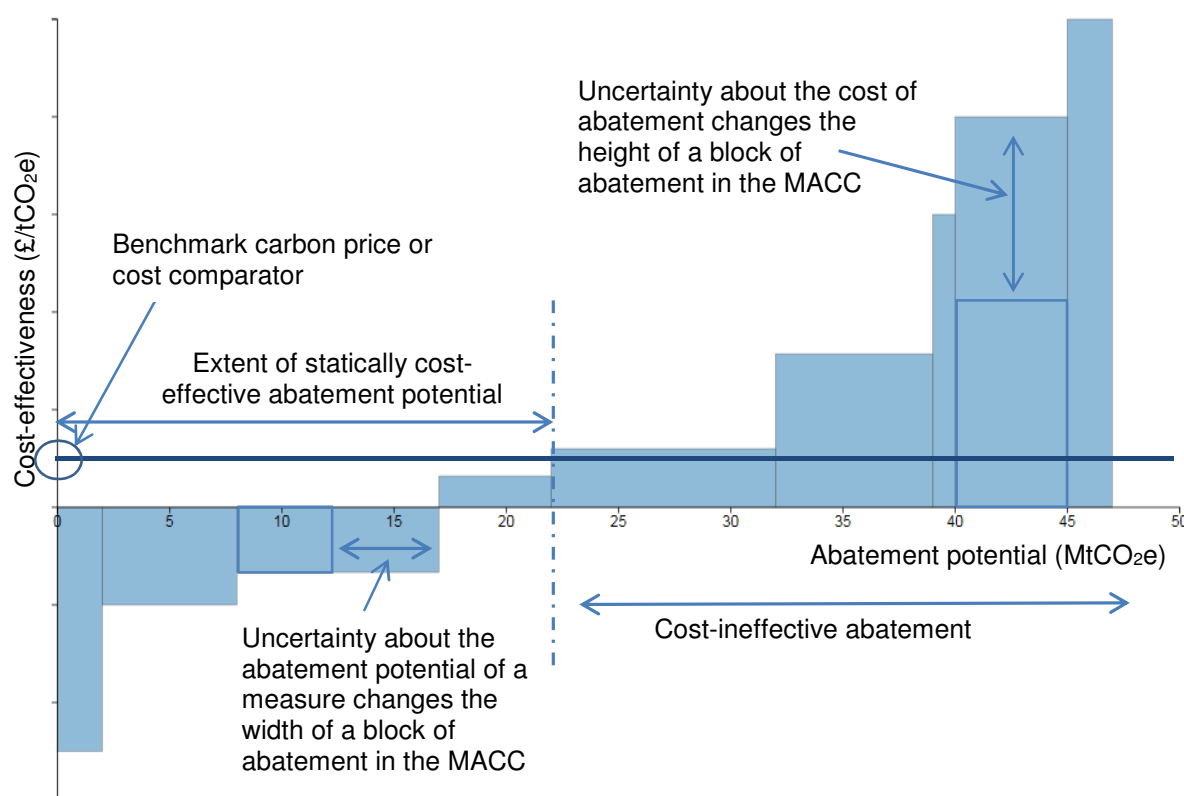 Cost-effectiveness (£/tCO₂e)
Uncertainty about the cost of
abatement changes the
height of a block of
abatement in the MACC
Benchmark carbon price or
cost comparator
Extent of statically cost-
effective abatement potential
0 5 10 15 20 25 30 35 40 45 50
Abatement potential (MtCO₂e)
Cost-ineffective abatement
Uncertainty about the
abatement potential of a
measure changes the
width of a block of
abatement in the MACC